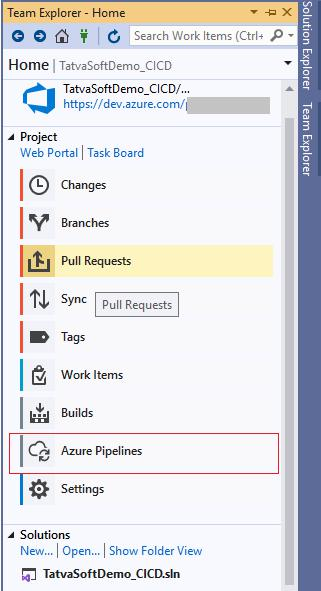 Team Explorer - Home
Search Work Items (Ctrl+
Home | TatvaSoftDemo_CICD
TatvaSoftDemo_CICD/...
https://dev.azure.com/
Project
Web Portal | Task Board
Changes
Branches
Pull Requests
Sync
Pull Requests
Tags
Work Items
Builds
Azure Pipelines
Settings
Solutions
New... | Open... | Show Folder View
TatvaSoftDemo_CICD.sln
Solution Explorer
Team Explorer